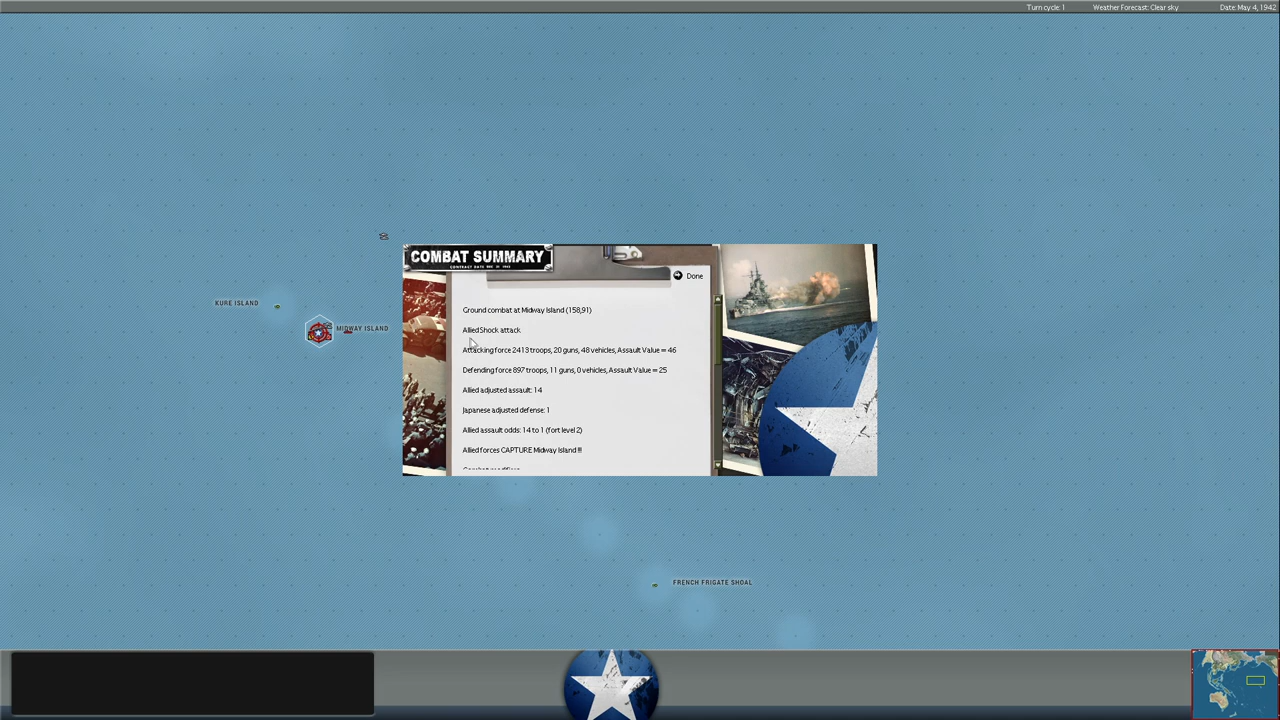 Turn cycle: 1 Weather Forecast: Clear sky Date: May 4, 1942
COMBAT SUMMARY
Done
KURE ISLAND
MIDWAY ISLAND
Ground combat at Midway Island (158,91)
Allied Shock attack
Attacking force 2413 troops, 20 guns, 48 vehicles, Assault Value = 46
Defending force 897 troops, 11 guns, 0 vehicles, Assault Value = 25
Allied adjusted assault: 14
Japanese adjusted defense: 1
Allied assault odds: 14 to 1 (fort level 2)
Allied forces CAPTURE Midway Island !!!
FRENCH FRIGATE SHOAL